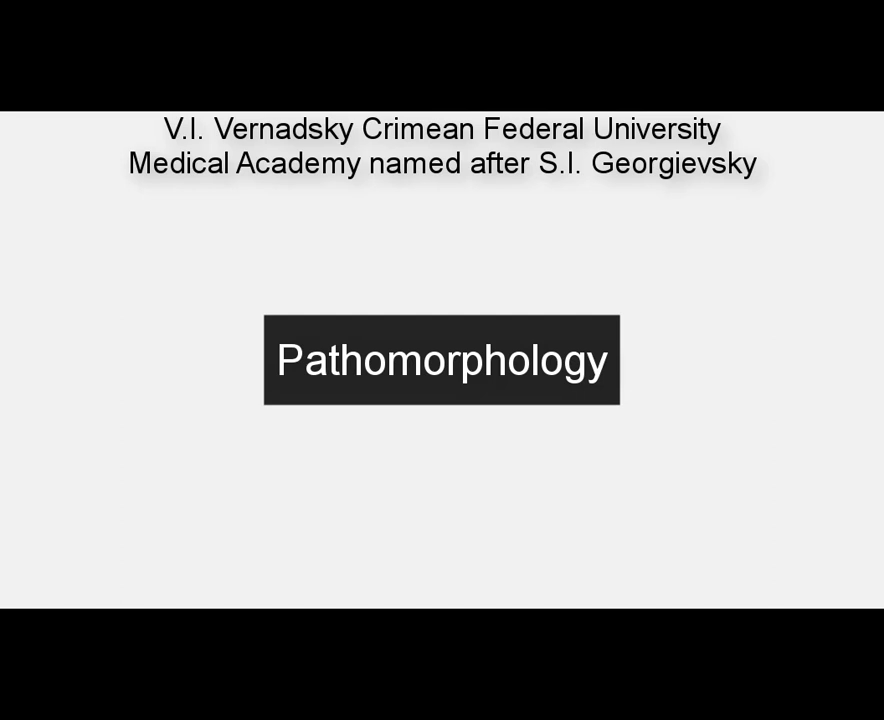 V.I. Vernadsky Crimean Federal University
Medical Academy named after S.I. Georgievsky
Pathomorphology